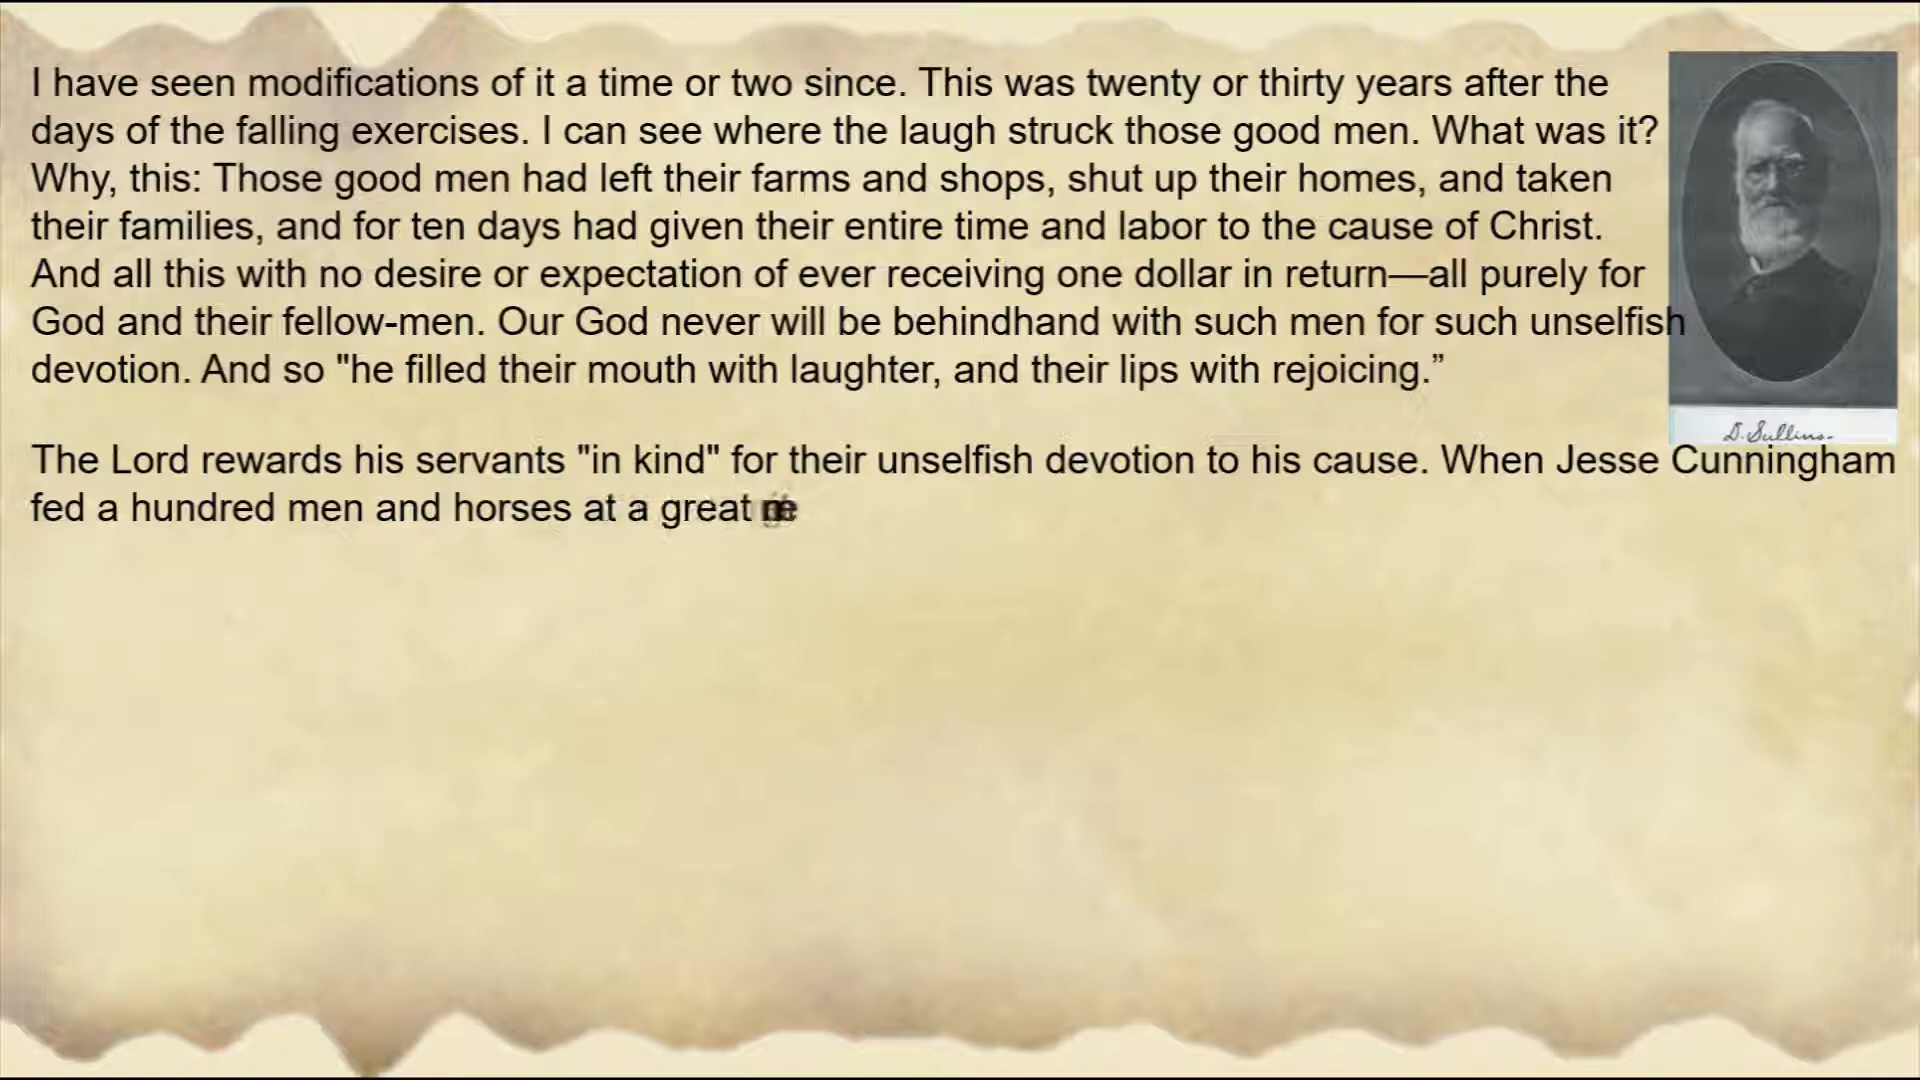 I have seen modifications of it a time or two since. This was twenty or thirty years after the
days of the falling exercises. I can see where the laugh struck those good men. What was it?
Why, this: Those good men had left their farms and shops, shut up their homes, and taken
their families, and for ten days had given their entire time and labor to the cause of Christ.
And all this with no desire or expectation of ever receiving one dollar in return—all purely for
God and their fellow-men. Our God never will be behindhand with such men for such unselfish
devotion. And so "he filled their mouth with laughter, and their lips with rejoicing.”
D. Sullins.
The Lord rewards his servants "in kind" for their unselfish devotion to his cause. When Jesse Cunningham
fed a hundred men and horses at a great